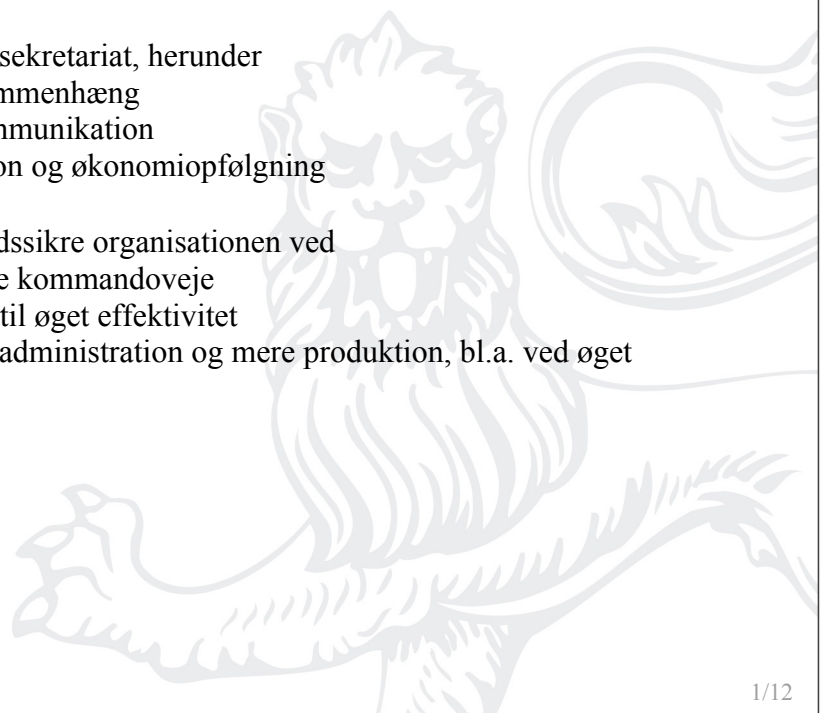 sekretariat, herunder
mmenhæng
mmunikation
on og økonomiopfølgning
dssikre organisationen ved
e kommandoveje
til øget effektivitet
administration og mere produktion, bl.a. ved øget
1/12